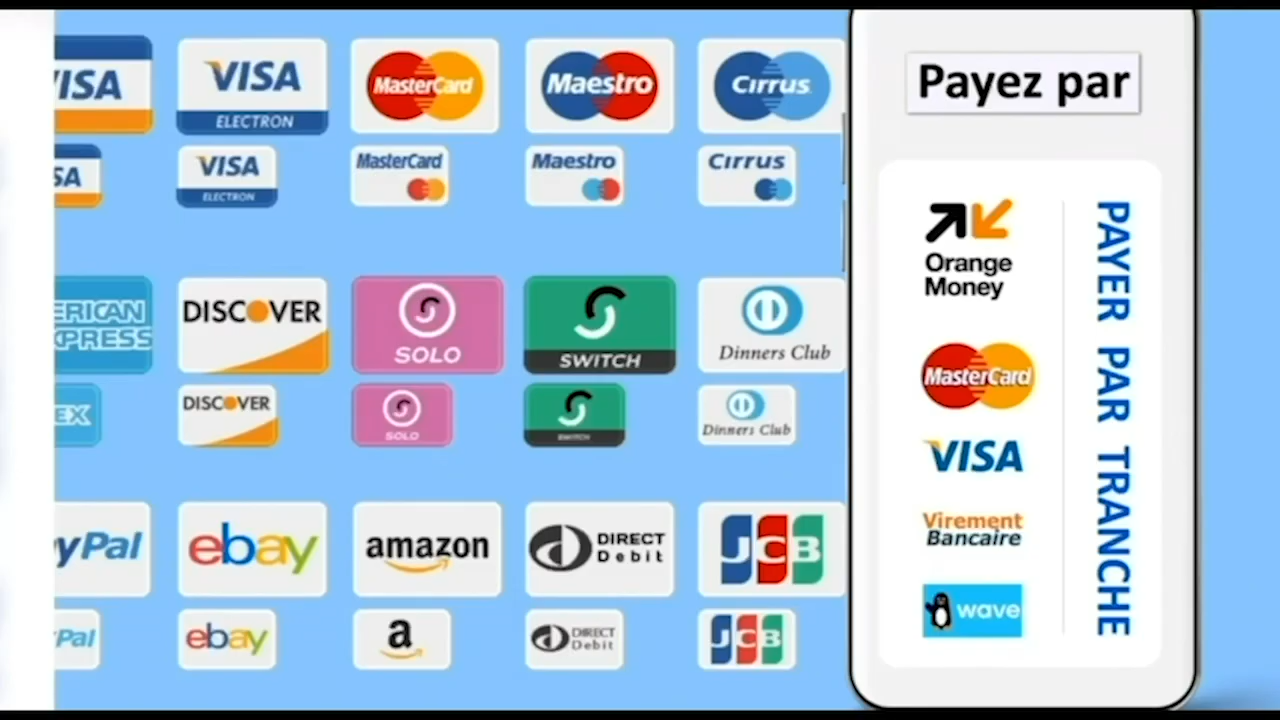 VISA
VISA
ELECTRON
MasterCard
Maestro
Cirrus
SA
VISA
ELECTRON
MasterCard
Maestro
Cirrus
ERICAN
XPRESS
DISCOVER
SOLO
SWITCH
Dinners Club
EX
DISCOVER
SOLO
SWITCH
Dinners Club
yPal
ebay
amazon
DIRECT
Debit
JCB
Pal
ebay
a
DIRECT
Debit
JCB
Payez par
Orange
Money
MasterCard
VISA
Virement
Bancaire
wave
PAYER PAR TRANCHE